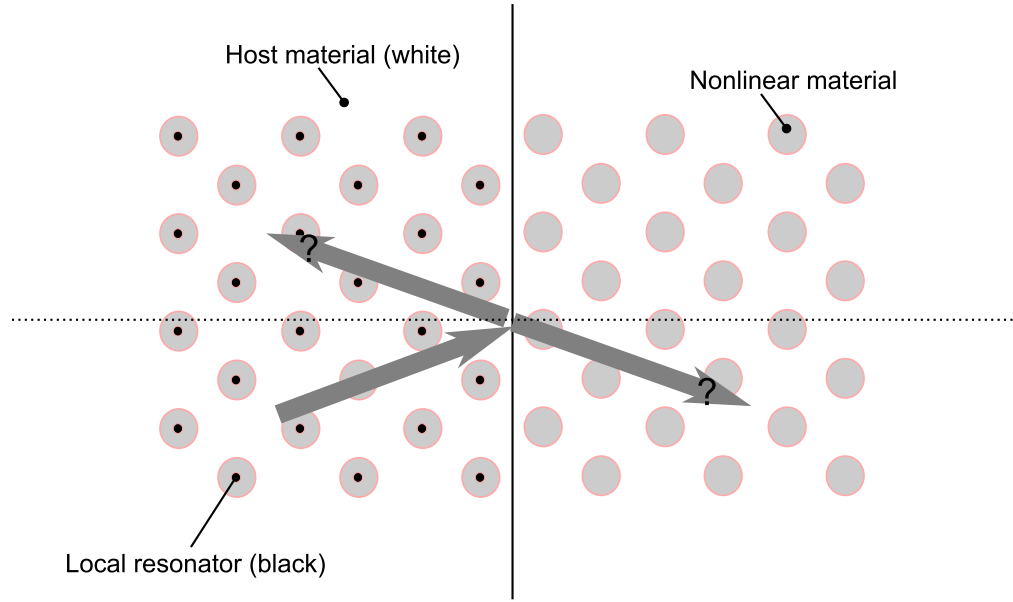 Host material (white)
Nonlinear material
?
?
Local resonator (black)